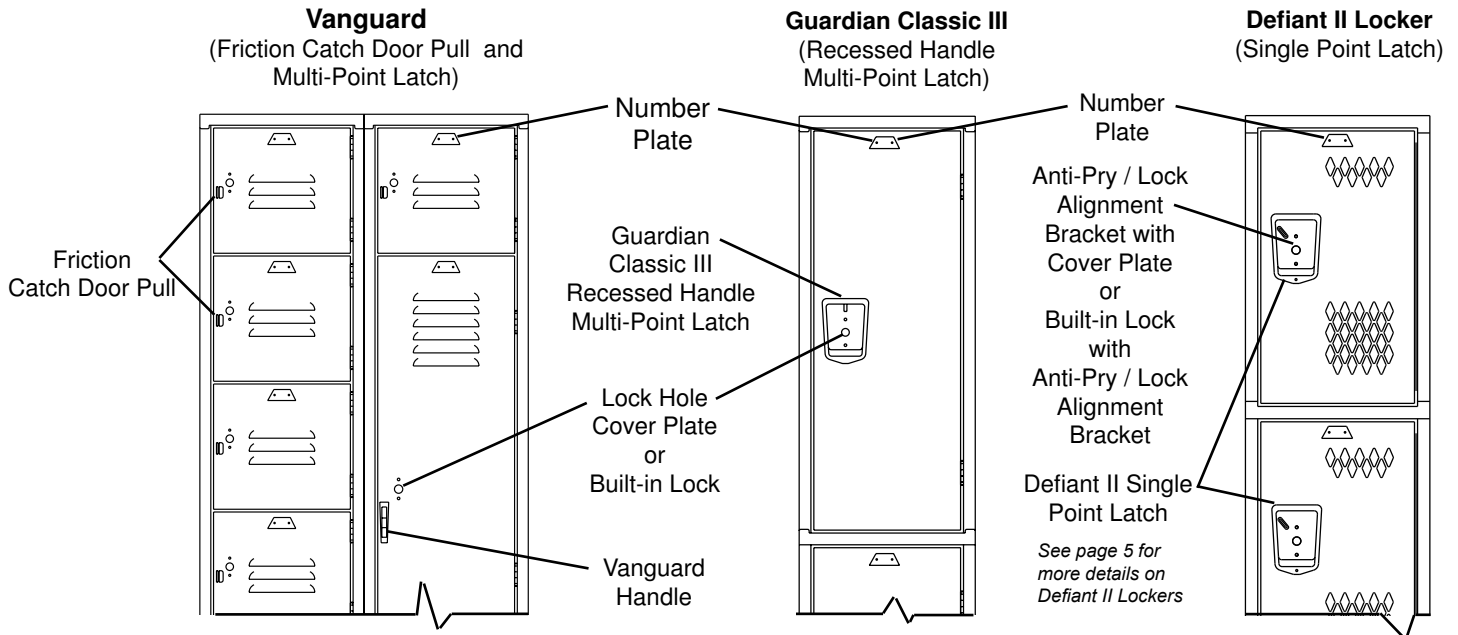 Vanguard
(Friction Catch Door Pull and
Multi-Point Latch)
Guardian Classic III
(Recessed Handle
Multi-Point Latch)
Defiant II Locker
(Single Point Latch)
Number
Plate
Number
Plate
Friction
Catch Door Pull
Guardian
Classic III
Recessed Handle
Multi-Point Latch
Anti-Pry / Lock
Alignment
Bracket with
Cover Plate
or
Built-in Lock
with
Anti-Pry / Lock
Alignment
Bracket
Lock Hole
Cover Plate
or
Built-in Lock
Defiant II Single
Point Latch
See page 5 for
more details on
Defiant II Lockers
Vanguard
Handle